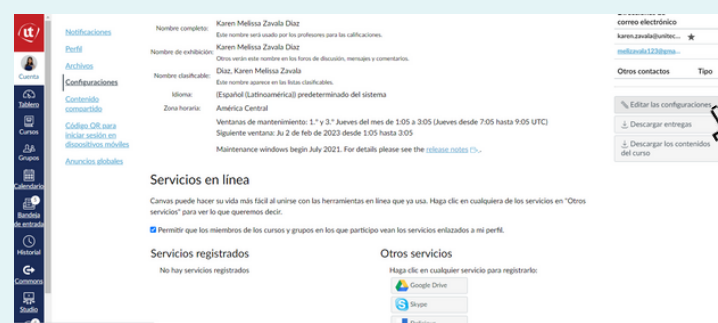 ut
Cuenta
Tablero
Cursos
Grupos
Calendario
Bandeja
de entrada
Historial
Commons
Studio
Notificaciones
Perfil
Archivos
Configuraciones
Contenido
compartido
Código QR para
iniciar sesión en
dispositivos móviles
Anuncios globales
Nombre completo: Karen Melissa Zavala Diaz
Este nombre será usado por los profesores para las calificaciones.
Nombre de exhibición: Karen Melissa Zavala Diaz
Otros verán este nombre en los foros de discusión, mensajes y comentarios.
Nombre clasificable: Diaz, Karen Melissa Zavala
Este nombre aparece en las listas clasificables.
Idioma: (Español (Latinoamérica)) predeterminado del sistema
Zona horaria: América Central
Ventanas de mantenimiento: 1.° y 3.° Jueves del mes de 1:05 a 3:05 (Jueves desde 7:05 hasta 9:05 UTC)
Siguiente ventana: Ju 2 de feb de 2023 desde 1:05 hasta 3:05
Maintenance windows begin July 2021. For details please see the release notes
Servicios en línea
Canvas puede hacer su vida más fácil al unirse con las herramientas en línea que ya usa. Haga clic en cualquiera de los servicios en "Otros
servicios" para ver lo que queremos decir.
Permitir que los miembros de los cursos y grupos en los que participo vean los servicios enlazados a mi perfil.
Servicios registrados
No hay servicios registrados
Otros servicios
Haga clic en cualquier servicio para registrarlo:
Google Drive
Skype
correo electrónico
karen.zavala@unitec...
melizavala123@gma...
Otros contactos Tipo
Editar las configuraciones
Descargar entregas
Descargar los contenidos
del curso